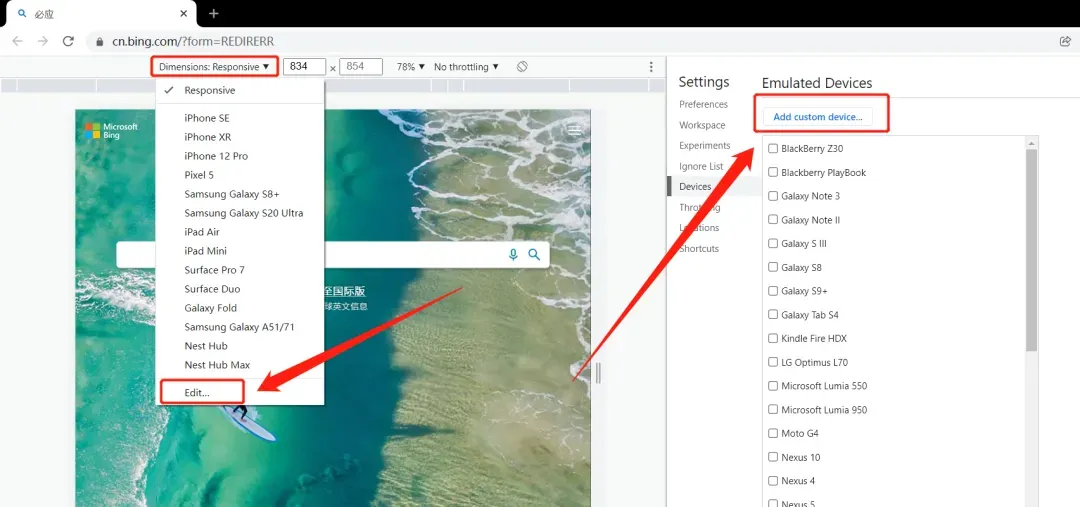 必应
cn.bing.com/?form=REDIRERR
Dimensions: Responsive ▼ 834 × 854 78% ▼ No throttling ▼
Responsive
iPhone SE
iPhone XR
iPhone 12 Pro
Pixel 5
Samsung Galaxy S8+
Samsung Galaxy S20 Ultra
iPad Air
iPad Mini
Surface Pro 7
Surface Duo
Galaxy Fold
Samsung Galaxy A51/71
Nest Hub
Nest Hub Max
Edit...
Microsoft
Bing
至国际版
球英文信息
Settings
Preferences
Workspace
Experiments
Ignore List
Devices
Throttling
Locations
Shortcuts
Emulated Devices
Add custom device...
BlackBerry Z30
Blackberry PlayBook
Galaxy Note 3
Galaxy Note II
Galaxy S III
Galaxy S8
Galaxy S9+
Galaxy Tab S4
Kindle Fire HDX
LG Optimus L70
Microsoft Lumia 550
Microsoft Lumia 950
Moto G4
Nexus 10
Nexus 4
Nexus 5